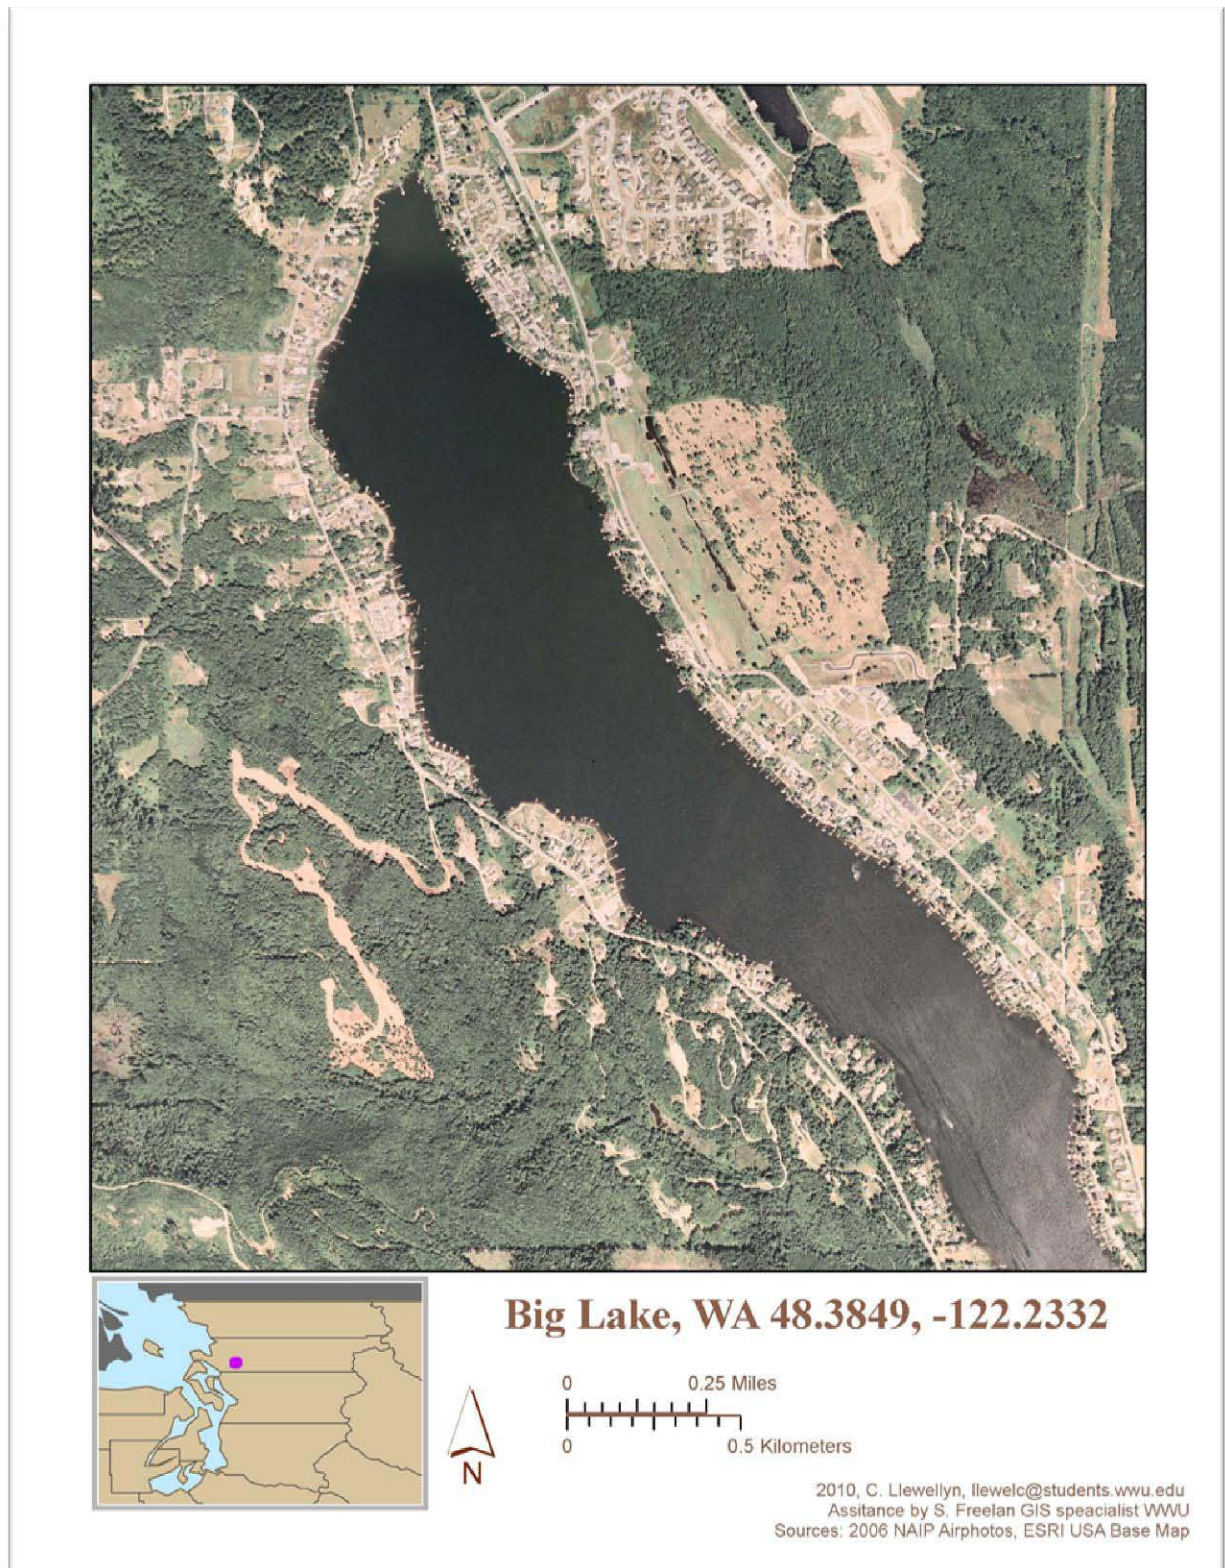 Big Lake, WA 48.3849, -122.2332
0 0.25 Miles
0 0.5 Kilometers
N
2010, C. Llewellyn, llewelc@students.wwu.edu
Assitance by S. Freelan GIS speacialist WWU
Sources: 2006 NAIP Airphotos, ESRI USA Base Map